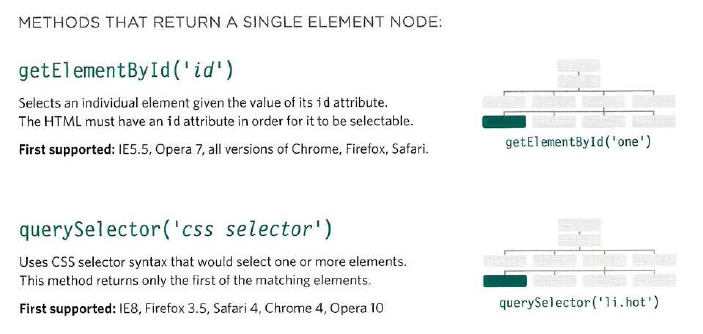 METHODS THAT RETURN A SINGLE ELEMENT NODE:
getElementById('id')
Selects an individual element given the value of its id attribute.
The HTML must have an id attribute in order for it to be selectable.
First supported: IE5.5, Opera 7, all versions of Chrome, Firefox, Safari.
getElementById('one')
querySelector('css selector')
Uses CSS selector syntax that would select one or more elements.
This method returns only the first of the matching elements.
First supported: IE8, Firefox 3.5, Safari 4, Chrome 4, Opera 10
querySelector('li.hot')